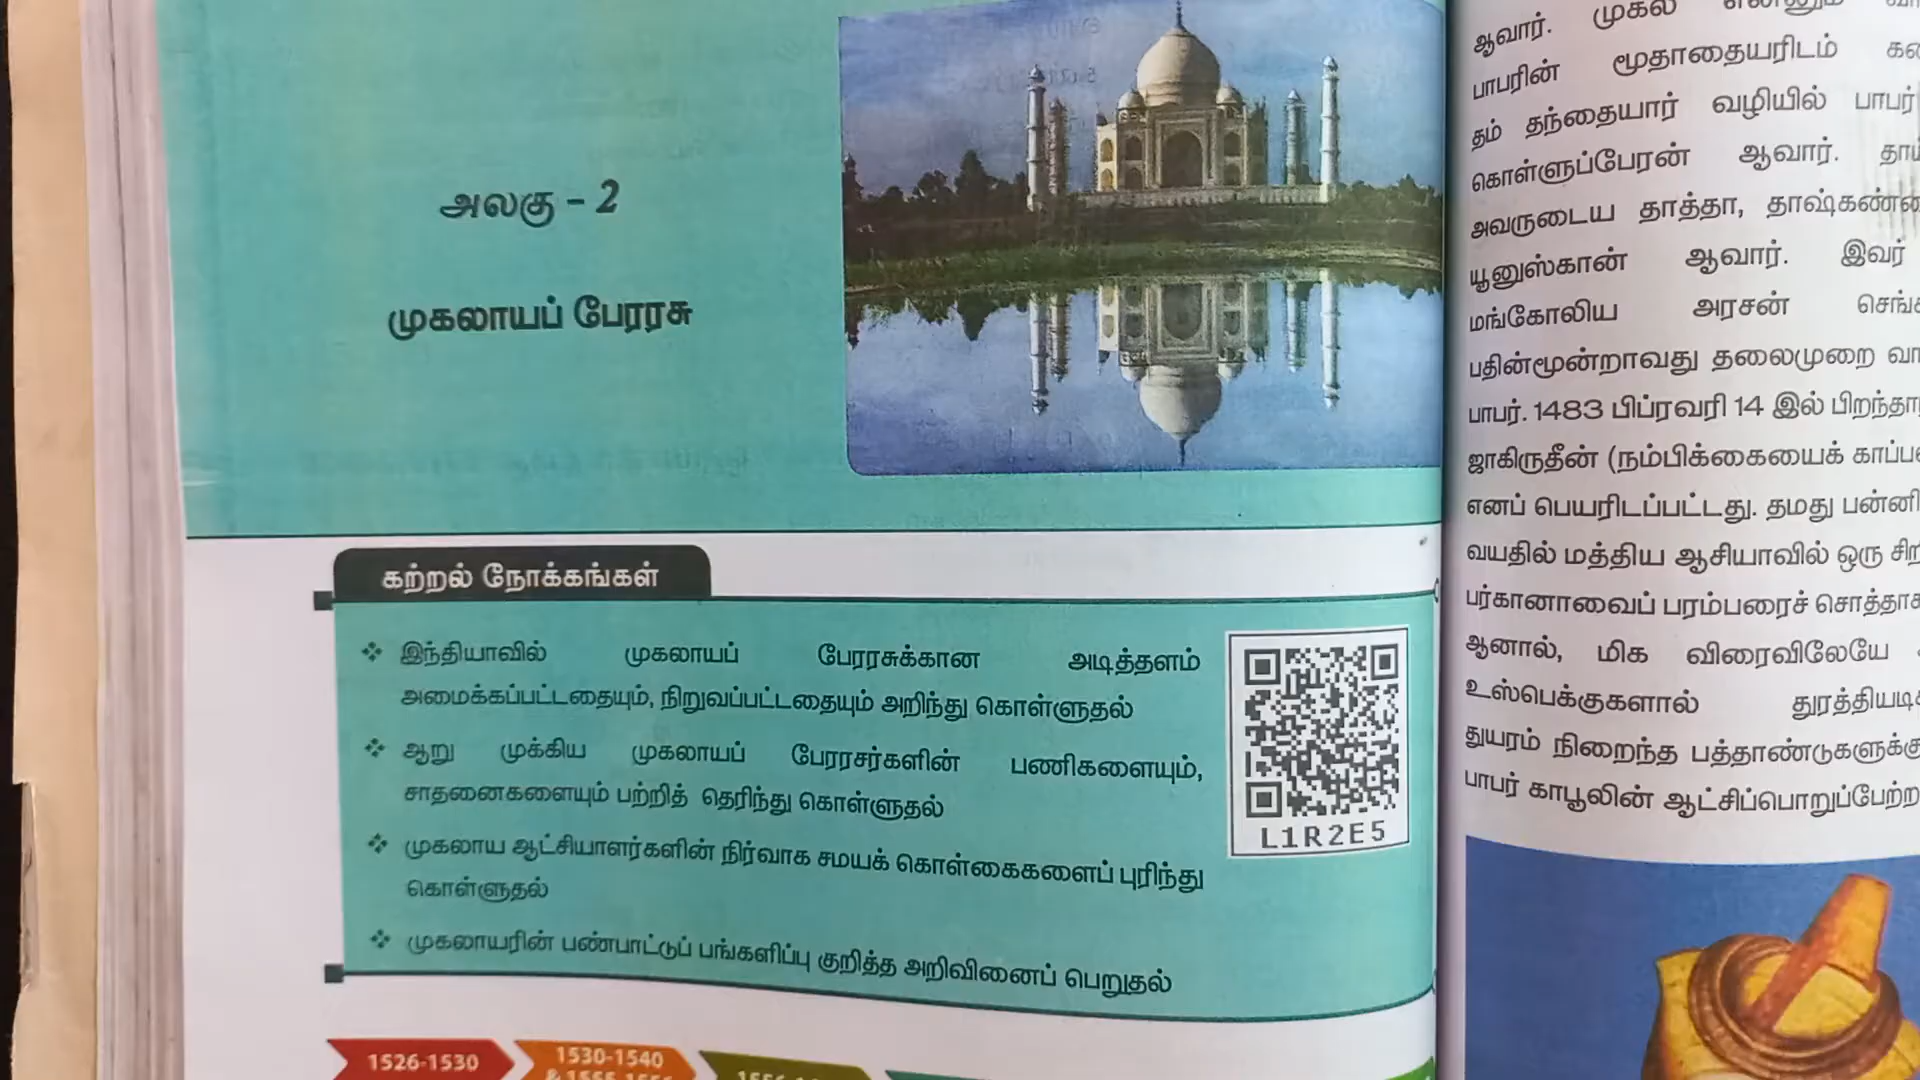 அலகு – 2
முகலாயப் பேரரசு
கற்றல் நோக்கங்கள்
❖ இந்தியாவில் முகலாயப் பேரரசுக்கான அடித்தளம்
அமைக்கப்பட்டதையும், நிறுவப்பட்டதையும் அறிந்து கொள்ளுதல்
❖ ஆறு முக்கிய முகலாயப் பேரரசர்களின் பணிகளையும்,
சாதனைகளையும் பற்றித் தெரிந்து கொள்ளுதல்
❖ முகலாய ஆட்சியாளர்களின் நிர்வாக சமயக் கொள்கைகளைப் புரிந்து
கொள்ளுதல்
❖ முகலாயரின் பண்பாட்டுப் பங்களிப்பு குறித்த அறிவினைப் பெறுதல்
L1R2E5
1526-1530
1530-1540
ஆவார். முகல்
பாபரின் மூதாதையரிடம்
தம் தந்தையார் வழியில் பாபர்
கொள்ளுப்பேரன் ஆவார்.
அவருடைய தாத்தா,
யூனுஸ்கான் ஆவார். இவர்
மங்கோலிய அரசன்
பதின்மூன்றாவது தலைமுறை
பாபர். 1483 பிப்ரவரி 14 இல்
ஜாகிருதீன் (நம்பிக்கையைக்
எனப் பெயரிடப்பட்டது. தமது
வயதில் மத்திய ஆசியாவில் ஒரு
பர்கானாவைப் பரம்பரைச்
ஆனால், மிக விரைவிலேயே
உஸ்பெக்குகளால்
துயரம் நிறைந்த
பாபர் காபூலின்